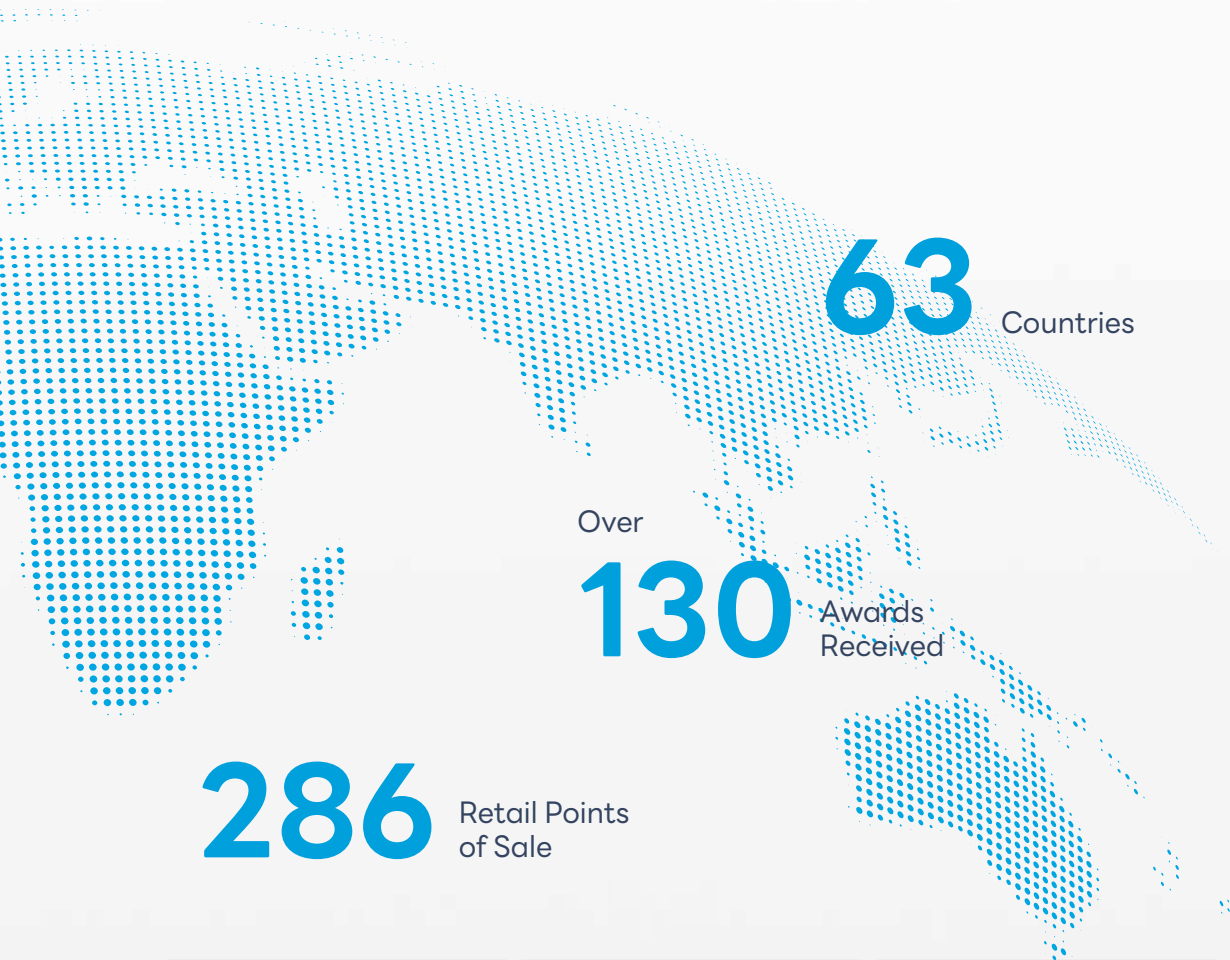 63
Countries
Over
130
Awards
Received
286
Retail Points
of Sale